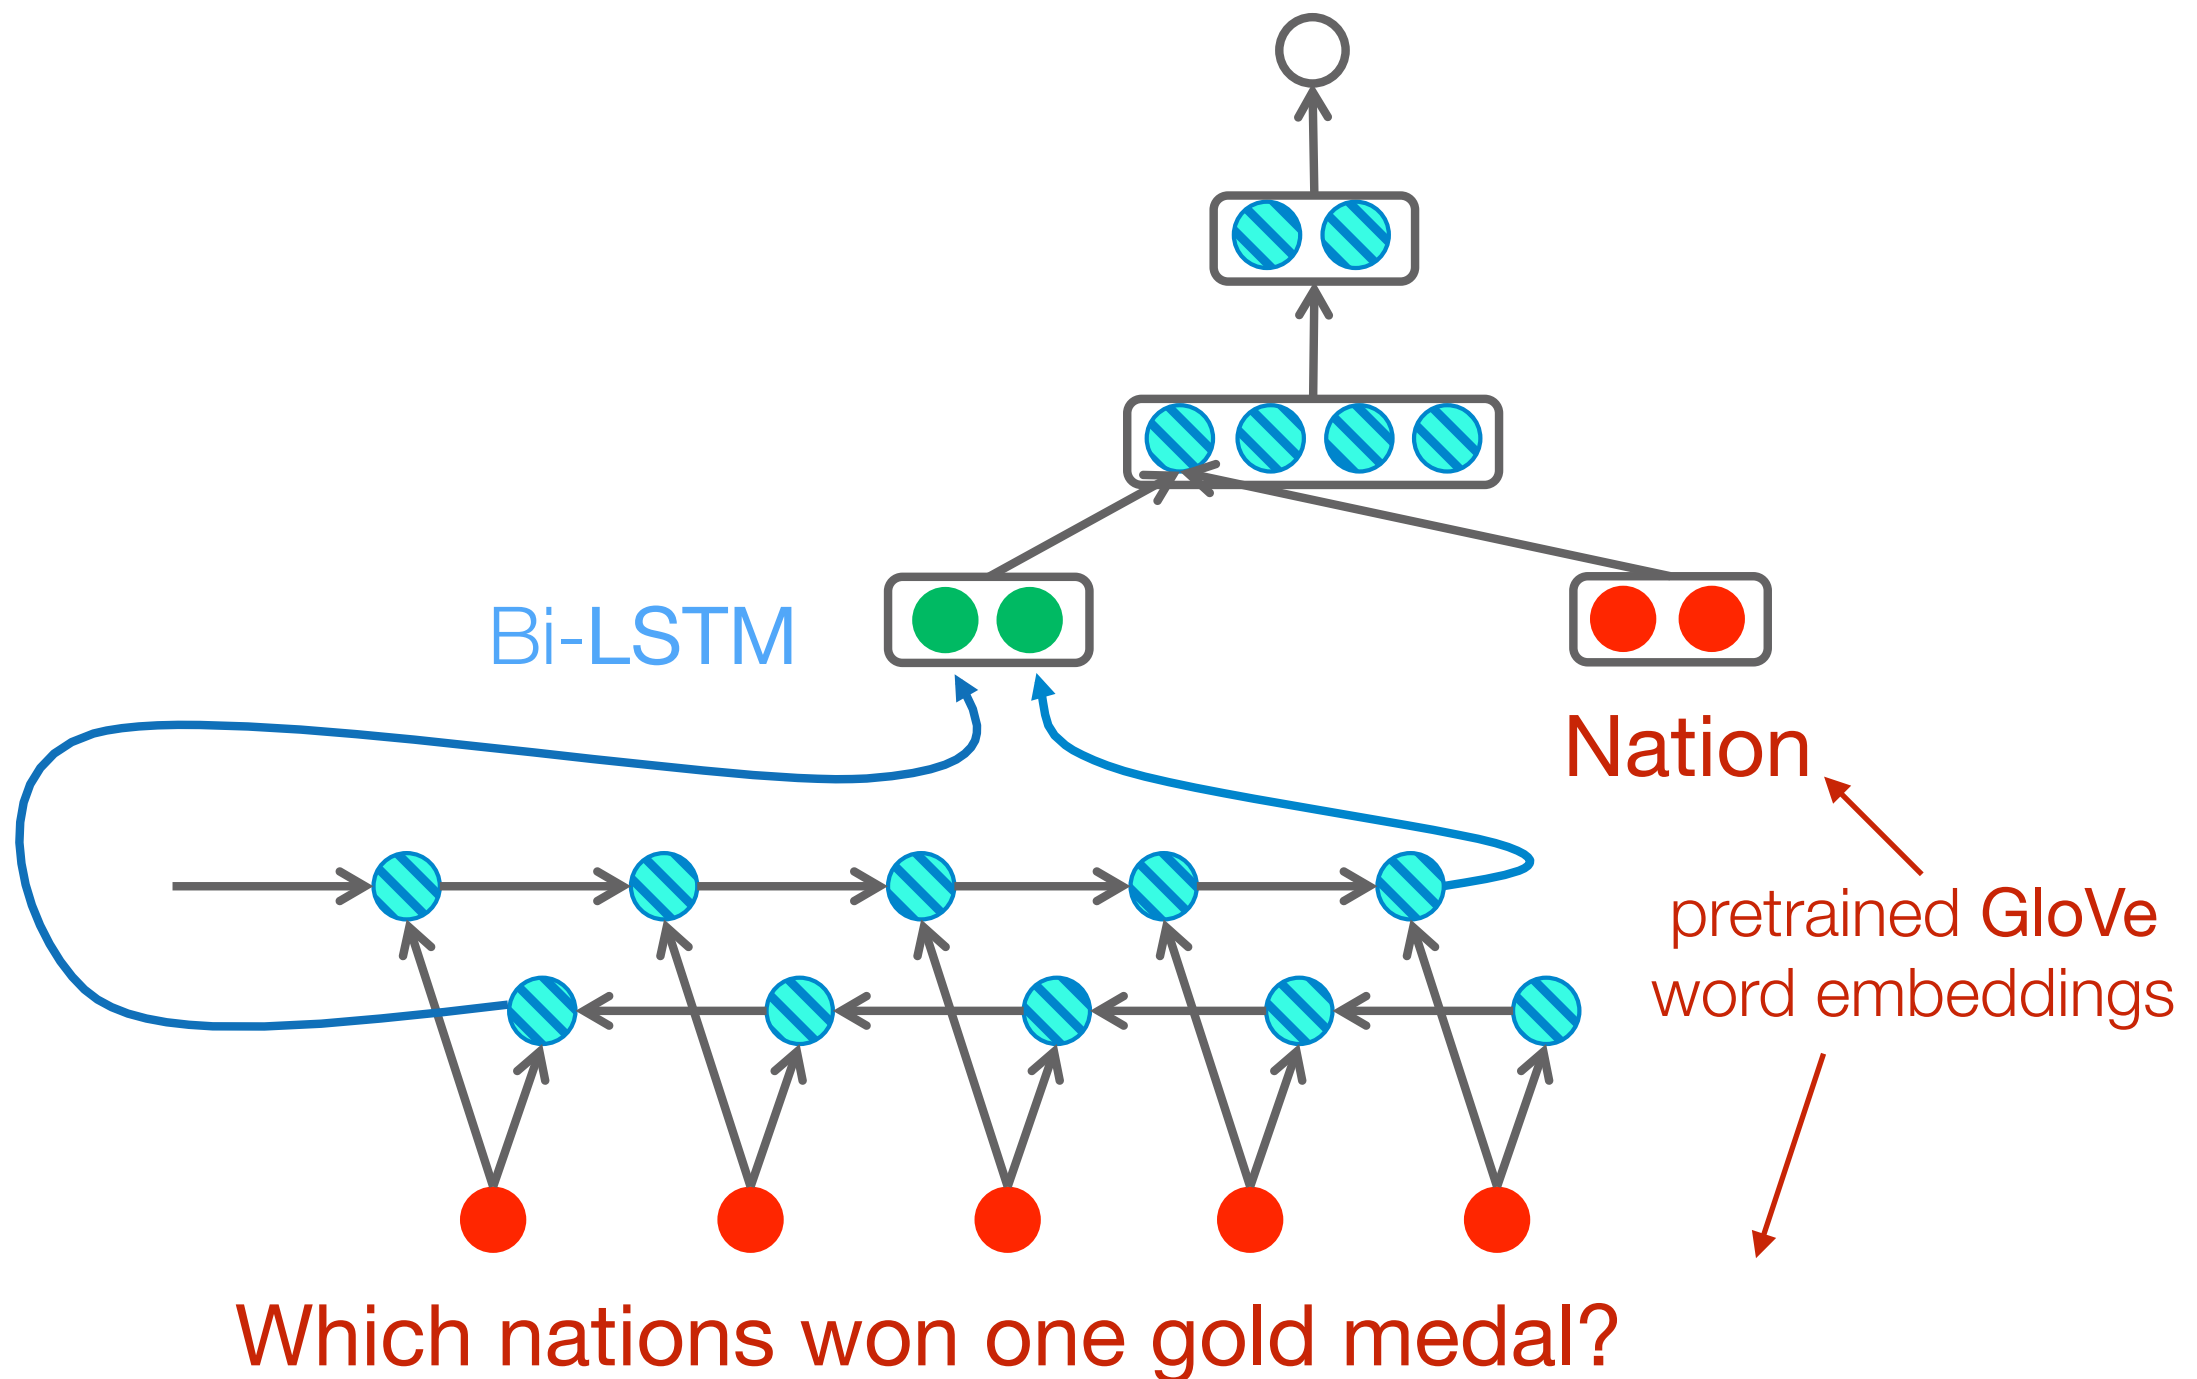 Bi-LSTM
Nation
pretrained GloVe
word embeddings
Which nations won one gold medal?